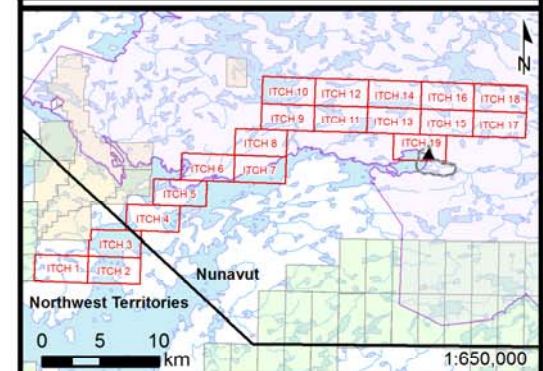 N
ITCH 10 ITCH 12 ITCH 14 ITCH 16 ITCH 18
ITCH 9 ITCH 11 ITCH 13 ITCH 15 ITCH 17
ITCH 8 ITCH 19
ITCH 6 ITCH 7
ITCH 5
ITCH 4
ITCH 3
ITCH 1 ITCH 2
Nunavut
Northwest Territories
0 5 10
km 1:650,000